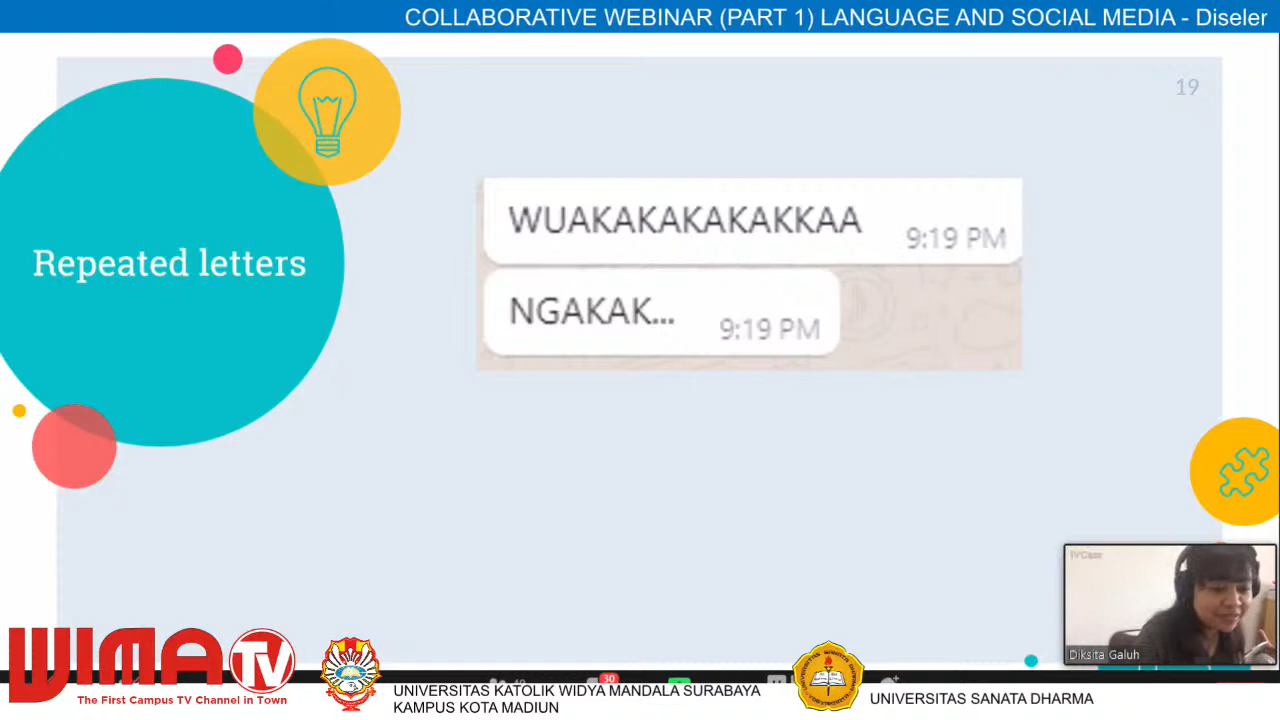 COLLABORATIVE WEBINAR (PART 1) LANGUAGE AND SOCIAL MEDIA - Diseler
19
Repeated letters
WUAKAKAKAKAKKAA
9:19 PM
NGAKAK...
9:19 PM
Diksita Galuh
WIMA TV
The First Campus TV Channel in Town
30
UNIVERSITAS KATOLIK WIDYA MANDALA SURABAYA
KAMPUS KOTA MADIUN
UNIVERSITAS SANATA DHARMA